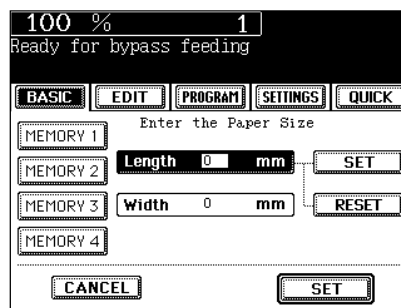 100 % 1
Ready for bypass feeding
BASIC EDIT PROGRAM SETTINGS QUICK
Enter the Paper Size
MEMORY 1
Length 0 mm SET
MEMORY 2
MEMORY 3 Width 0 mm RESET
MEMORY 4
CANCEL SET